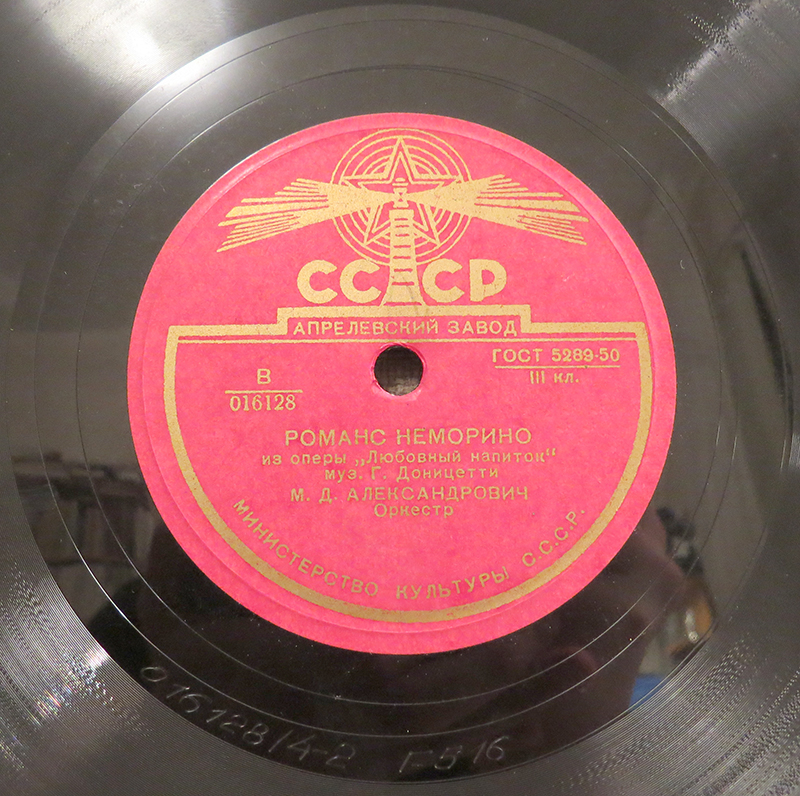 СССР
АПРЕЛЕВСКИЙ ЗАВОД
ГОСТ 5289-50
III кл.
В
016128
РОМАНС НЕМОРИНО
из оперы „Любовный напиток“
муз. Г. Доницетти
М. Д. АЛЕКСАНДРОВИЧ
Оркестр
МИНИСТЕРСТВО КУЛЬТУРЫ С.С.С.Р.
016128/4-2 Г516